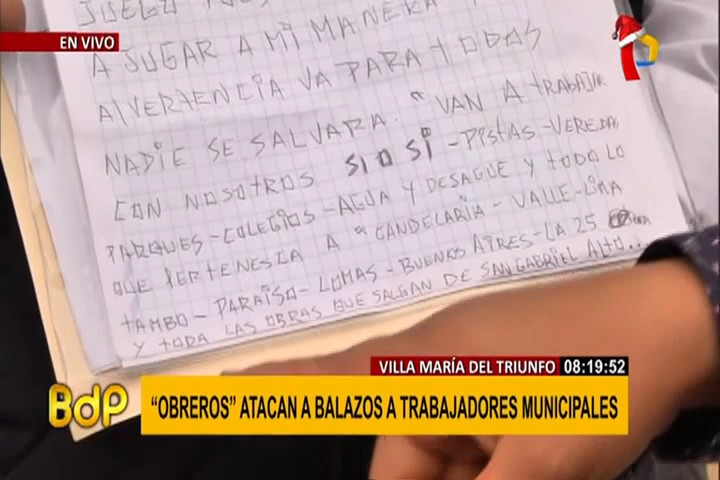 EN VIVO
JUEGO
A JUGAR A MI MANERA
AlVERTENCIA VA PARA TODOS
NADIE SE SALVARA. "VAN A TRABAJAR
CON NOSOTROS SI O SI - PISTAS - VEREDAS
PARQUES - COLEGIOS - AGUA Y DESAGUE Y TODO LO
QUE PERTENESCA A "CANDELARIA - VALLE - LIMA
TAMBO - PARAISO - LOMAS - BUENOS AIRES - LA 25
Y TODA LAS OBRAS QUE SALGAN DE SAN GABRIEL ALTO...
VILLA MARÍA DEL TRIUNFO 08:19:52
BDP
"OBREROS" ATACAN A BALAZOS A TRABAJADORES MUNICIPALES